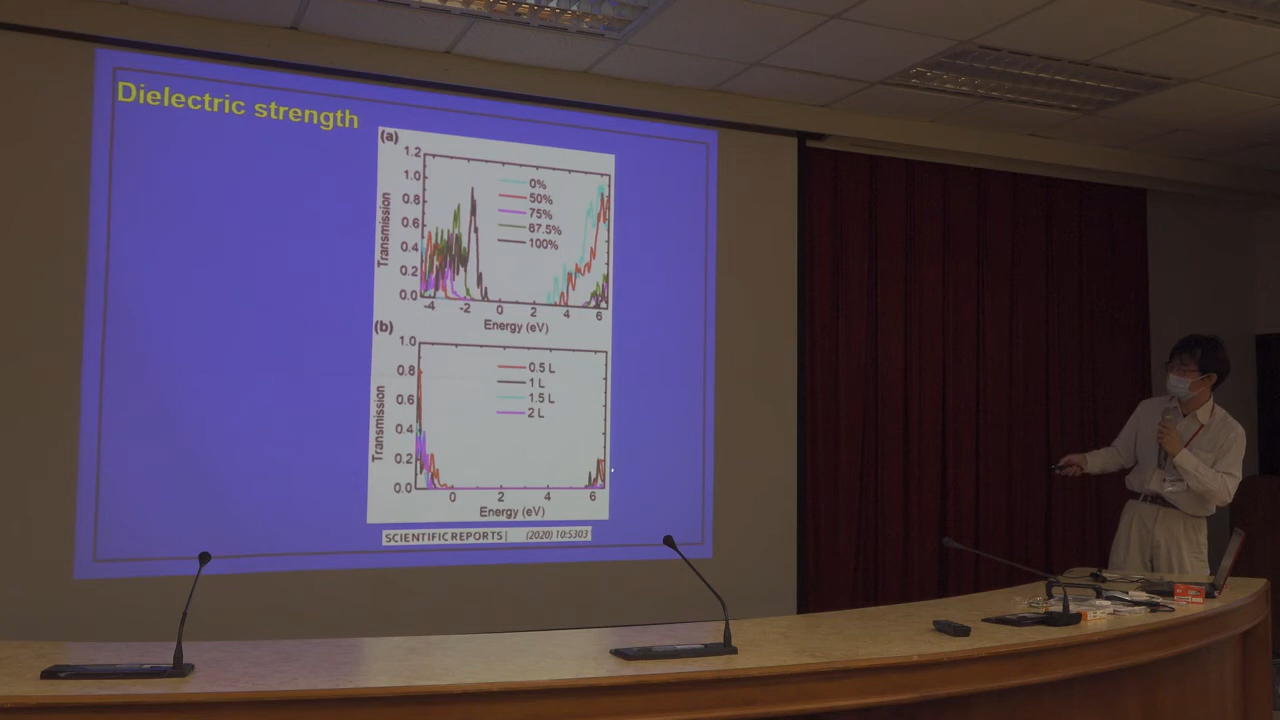 Dielectric strength
(a)
1.2
1.0
0.8
0.6
0.4
0.2
0.0
Transmission
0%
50%
75%
87.5%
100%
-4 -2 0 2 4 6
Energy (eV)
(b)
1.0
0.8
0.6
0.4
0.2
0.0
Transmission
0.5 L
1 L
1.5 L
2 L
0 2 4 6
Energy (eV)
SCIENTIFIC REPORTS | (2020) 10:5303